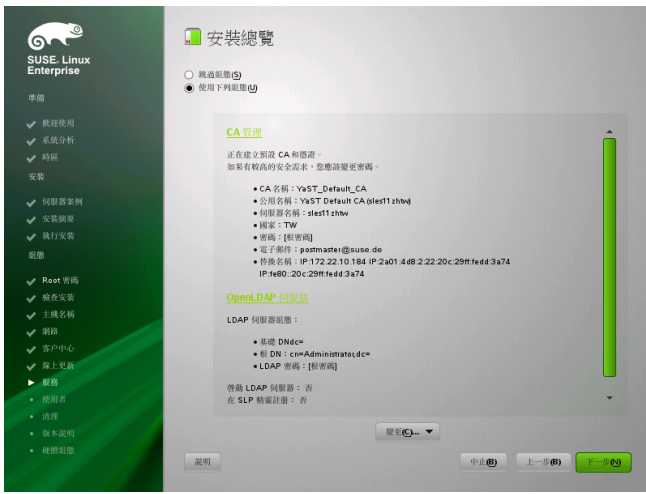 SUSE. Linux
Enterprise
準備
歡迎使用
系統分析
時區
安裝
伺服器案例
安裝摘要
執行安裝
組態
Root 密碼
檢查安裝
主機名稱
網路
客戶中心
線上更新
服務
使用者
清理
版本說明
硬體組態
安裝總覽
跳過組態(S)
使用下列組態(U)
CA 管理
正在建立預設 CA 和憑證。
如果有較高的安全需求，您應該變更密碼。
CA 名稱：YaST_Default_CA
公用名稱：YaST Default CA (sles11 zhtw)
伺服器名稱：sles11 zhtw
國家：TW
密碼：[根密碼]
電子郵件：postmaster@suse.de
替換名稱：IP:172.22.10.184 IP:2a01:4d8:2:22:20c:29ff:fedd:3a74
IP:fe80::20c:29ff:fedd:3a74
OpenLDAP 伺服器
LDAP 伺服器組態：
基礎 DNdc=
根 DN：cn=Administrator,dc=
LDAP 密碼：[根密碼]
啟動 LDAP 伺服器： 否
在 SLP 精靈註冊： 否
變更(C)...
說明
中止(B)
上一步(B)
下一步(N)